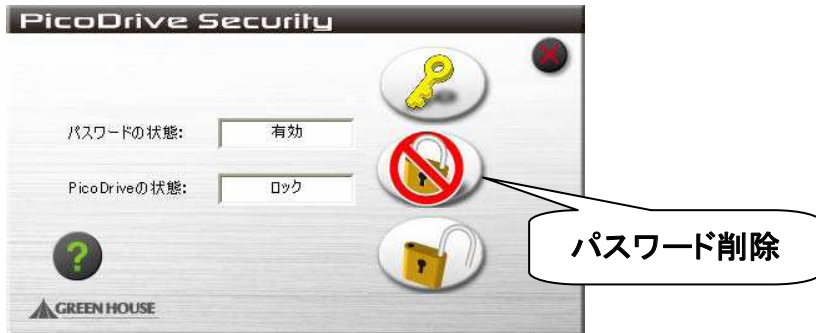 PicoDrive Security
パスワードの状態: 有効
PicoDriveの状態: ロック
パスワード削除
?
GREEN HOUSE